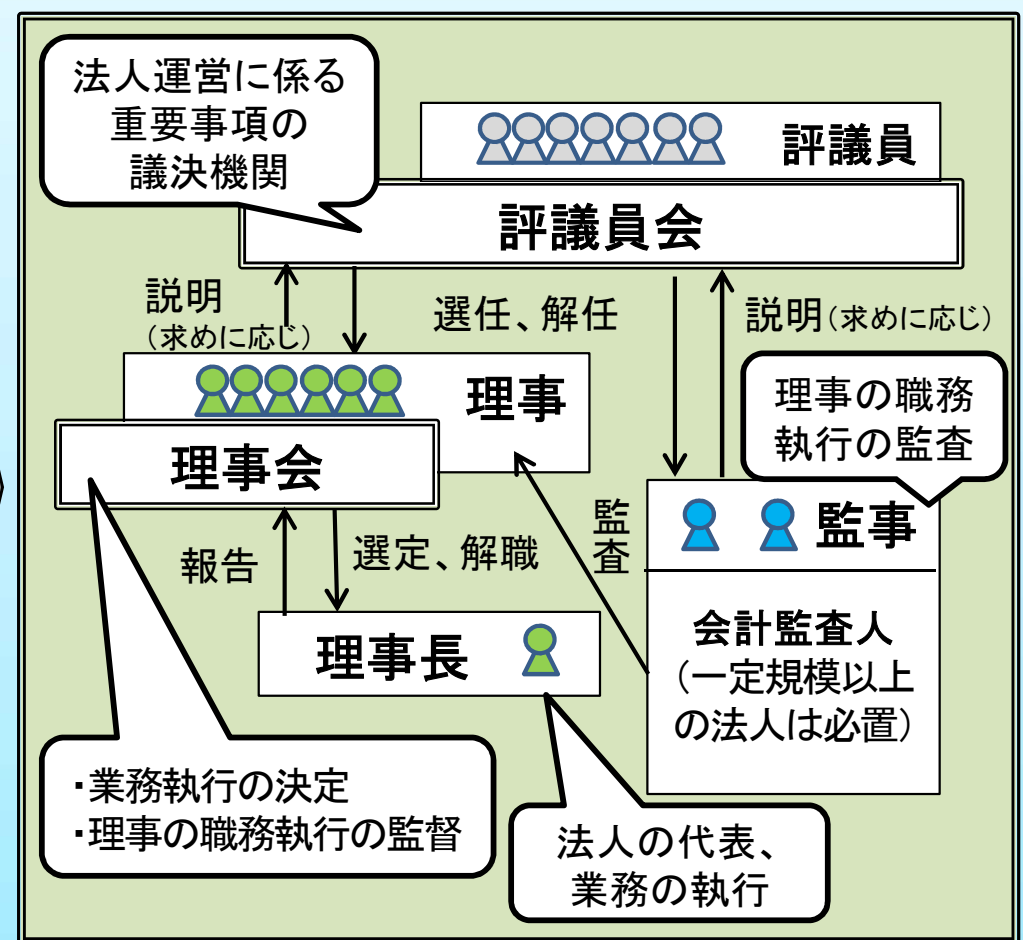 法人運営に係る
重要事項の
議決機関
評議員
評議員会
説明
(求めに応じ)
選任、解任
説明(求めに応じ)
理事
理事会
理事の職務
執行の監査
監事
監査
報告
選定、解職
理事長
会計監査人
(一定規模以上
の法人は必置)
・業務執行の決定
・理事の職務執行の監督
法人の代表、
業務の執行